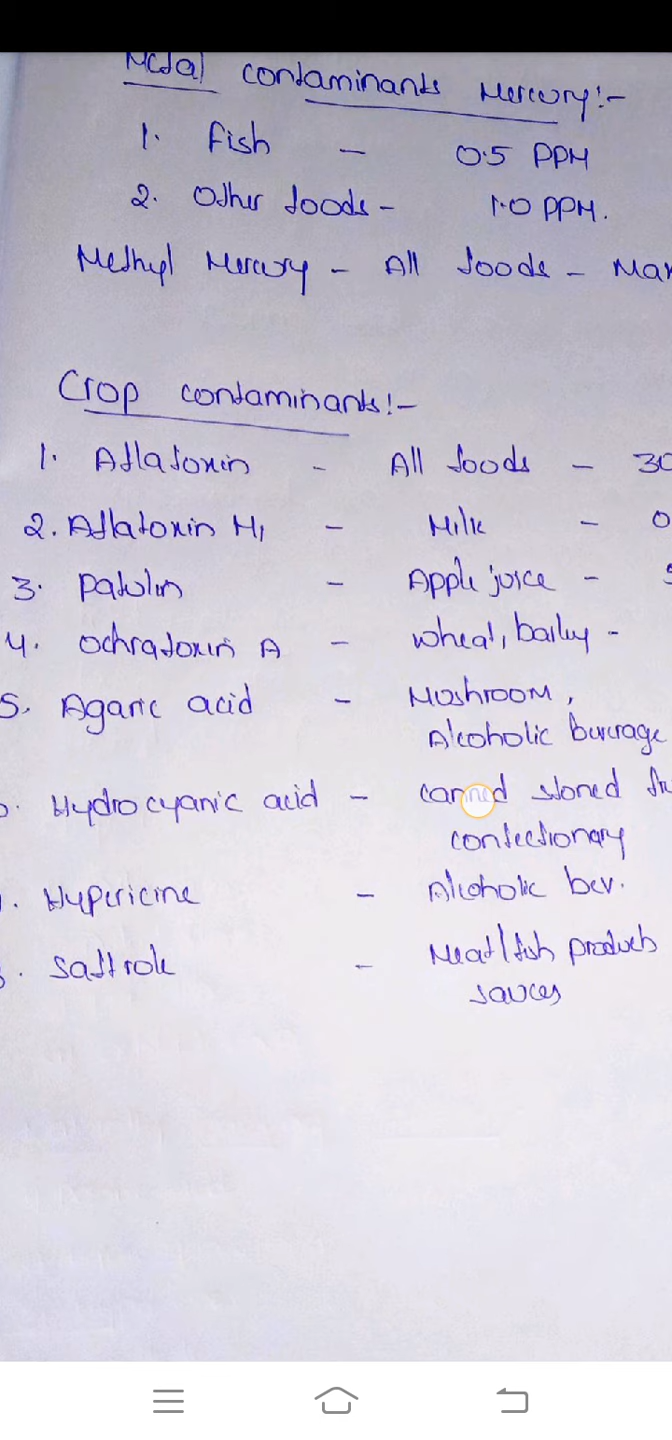 Metal contaminants Mercury:-
1. Fish - 0.5 PPM
2. Other foods - 1.0 PPM.
Methyl Mercury - All foods -
Crop contaminants:-
1. Aflatoxin - All foods - 30
2. Aflatoxin M1 - Milk - 0
3. Patulin - Apple juice -
4. Ochratoxin A - wheat, barley -
5. Agaric acid - Mushroom,
Alcoholic beverage
Hydrocyanic acid - canned stoned
confectionary
Hypericine - Alcoholic bev.
Saffrole - Meat/fish products
sauces